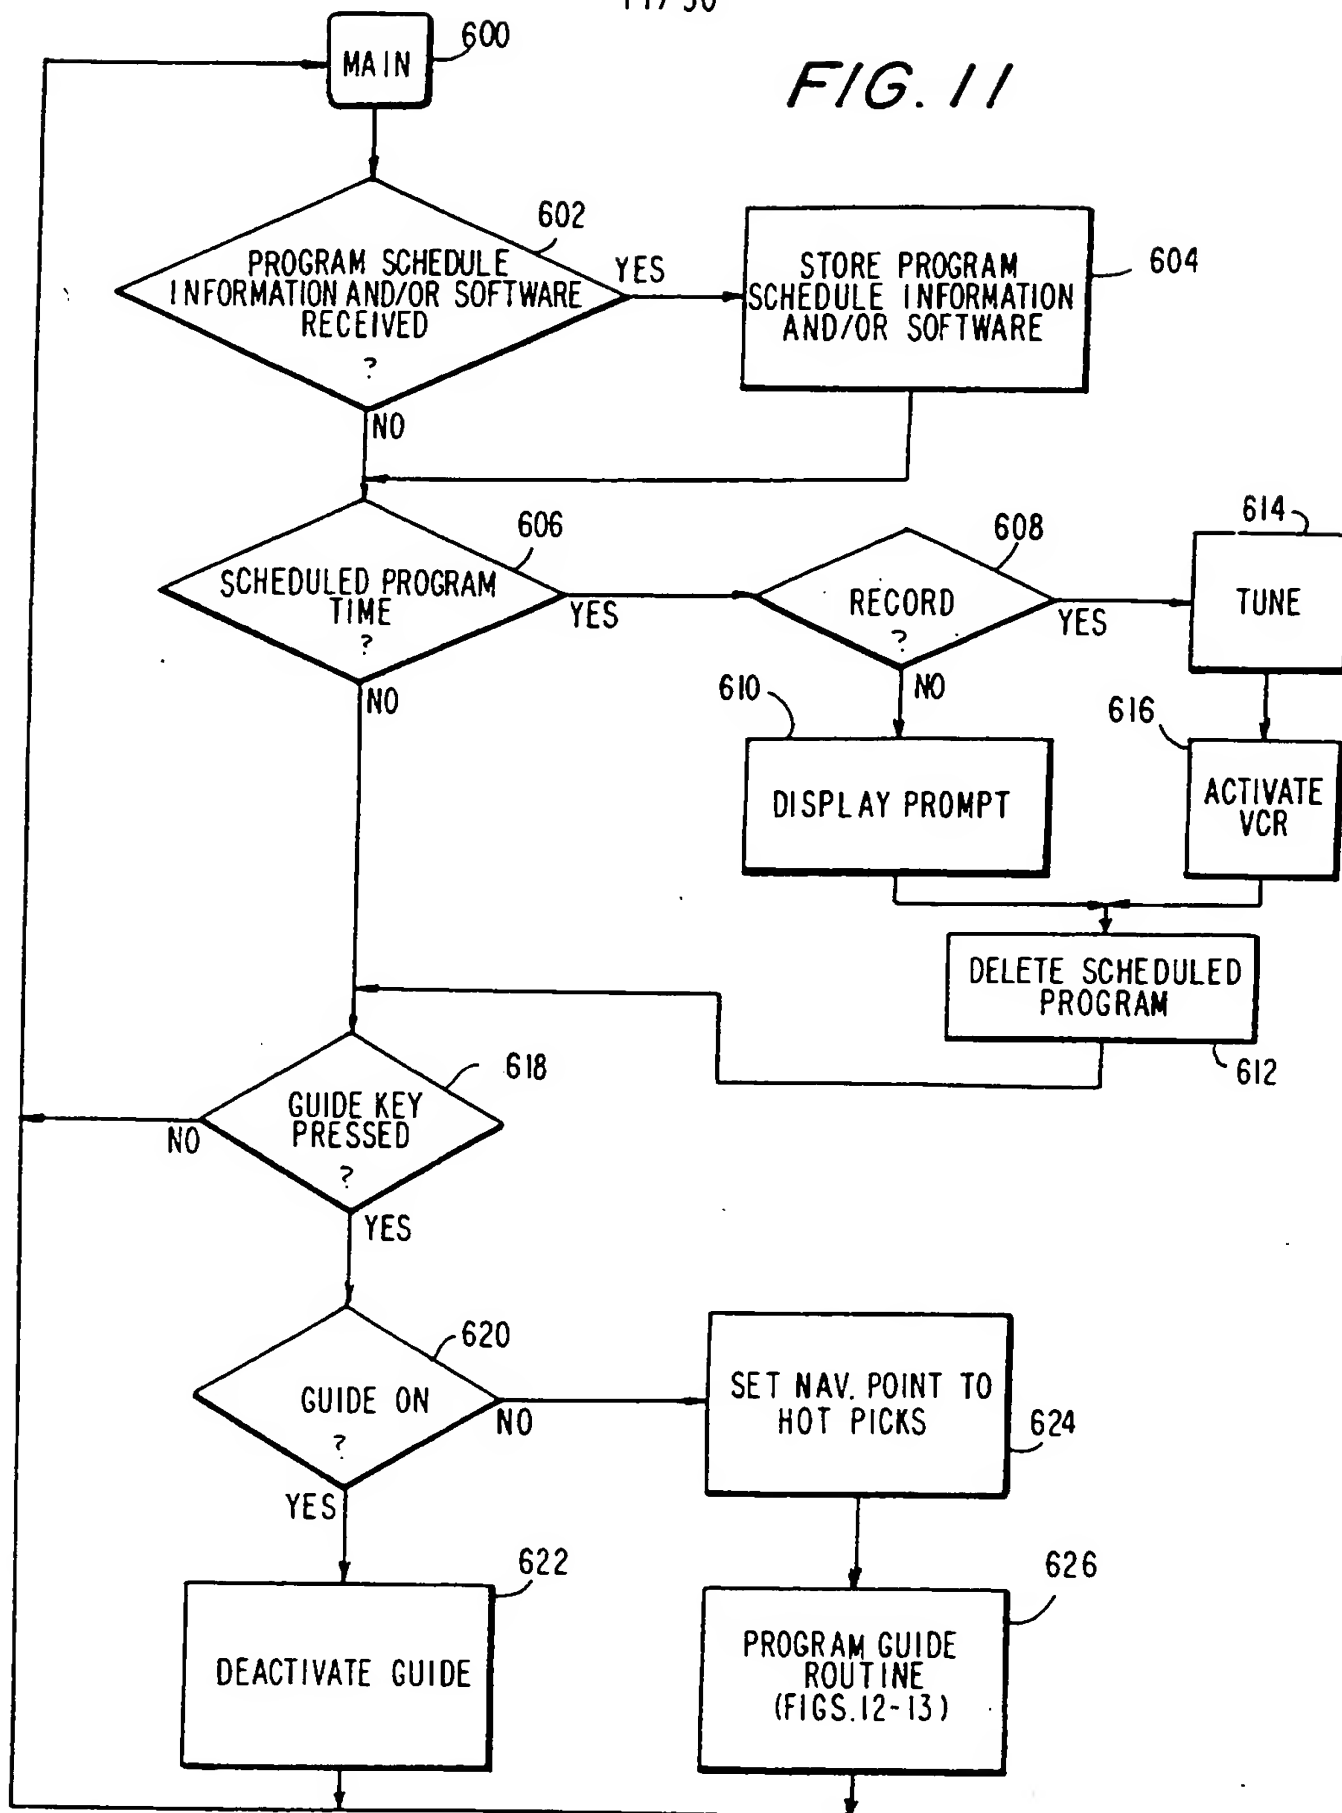 600
MAIN
FIG. 11
602
PROGRAM SCHEDULE
INFORMATION AND/OR SOFTWARE
RECEIVED
?
YES
STORE PROGRAM
SCHEDULE INFORMATION
AND/OR SOFTWARE
604
NO
606
SCHEDULED PROGRAM
TIME
?
YES
608
RECORD
?
YES
614
TUNE
NO
NO
610
DISPLAY PROMPT
616
ACTIVATE
VCR
DELETE SCHEDULED
PROGRAM
612
618
GUIDE KEY
PRESSED
?
NO
YES
620
GUIDE ON
?
NO
SET NAV. POINT TO
HOT PICKS
624
YES
622
DEACTIVATE GUIDE
626
PROGRAM GUIDE
ROUTINE
(FIGS. 12-13)